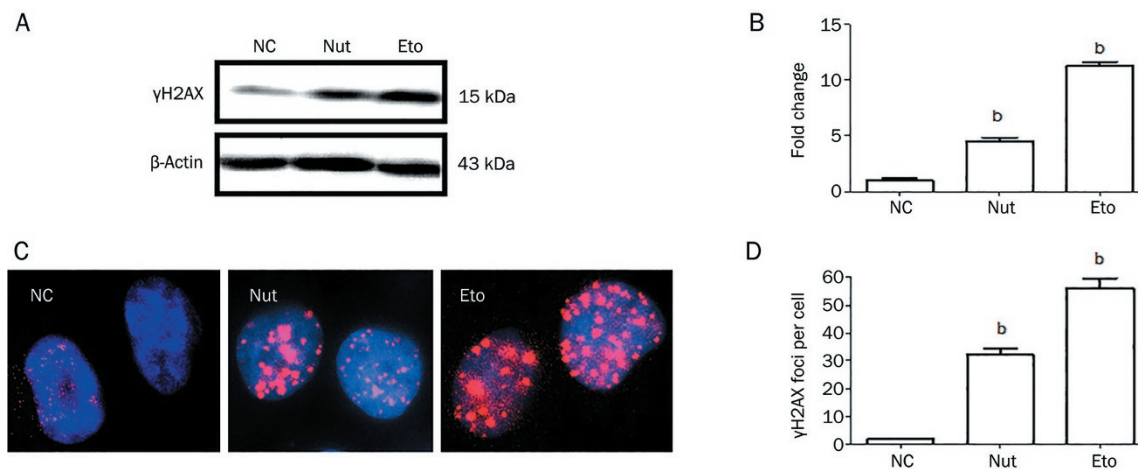 A
NC Nut Eto
γH2AX 15 kDa
β-Actin 43 kDa
B
Fold change
15
10
5
0
b
b
NC Nut Eto
C
NC
Nut
Eto
D
γH2AX foci per cell
60
50
40
30
20
10
0
b
b
NC Nut Eto